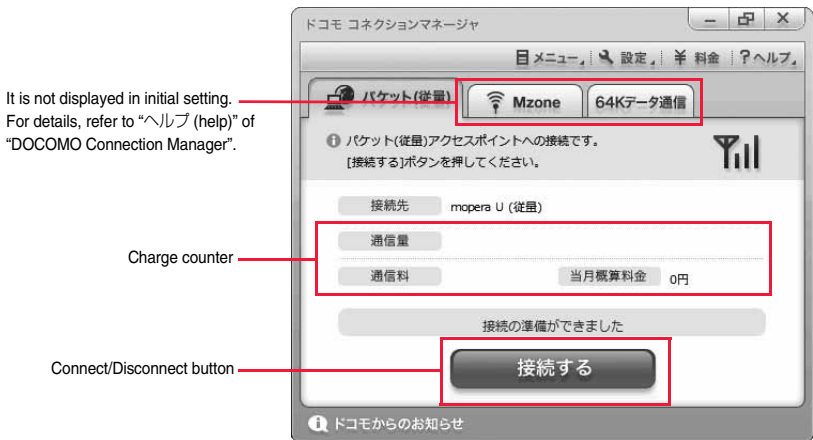 ドコモ コネクションマネージャ
メニュー 設定 ¥ 料金 ? ヘルプ
パケット(従量) Mzone 64Kデータ通信
It is not displayed in initial setting.
For details, refer to “ヘルプ (help)” of
“DOCOMO Connection Manager”.
パケット(従量)アクセスポイントへの接続です。
[接続する]ボタンを押してください。
接続先 mopera U (従量)
通信量
Charge counter
通信料 当月概算料金 0円
接続の準備ができました
Connect/Disconnect button
接続する
ドコモからのお知らせ